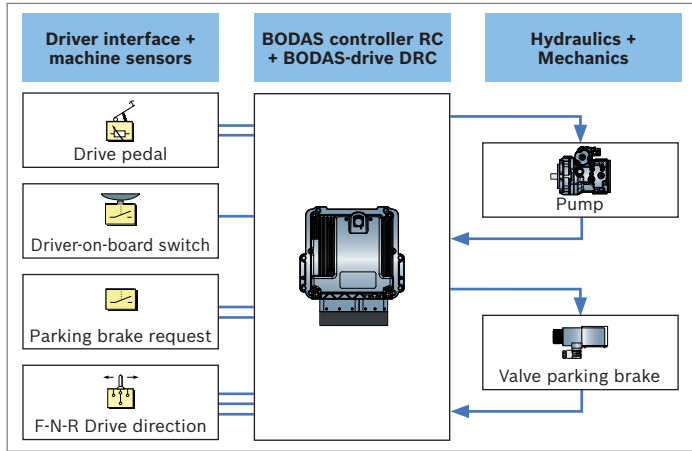 Driver interface +
machine sensors
BODAS controller RC
+ BODAS-drive DRC
Hydraulics +
Mechanics
Drive pedal
Driver-on-board switch
Parking brake request
F-N-R Drive direction
Pump
Valve parking brake